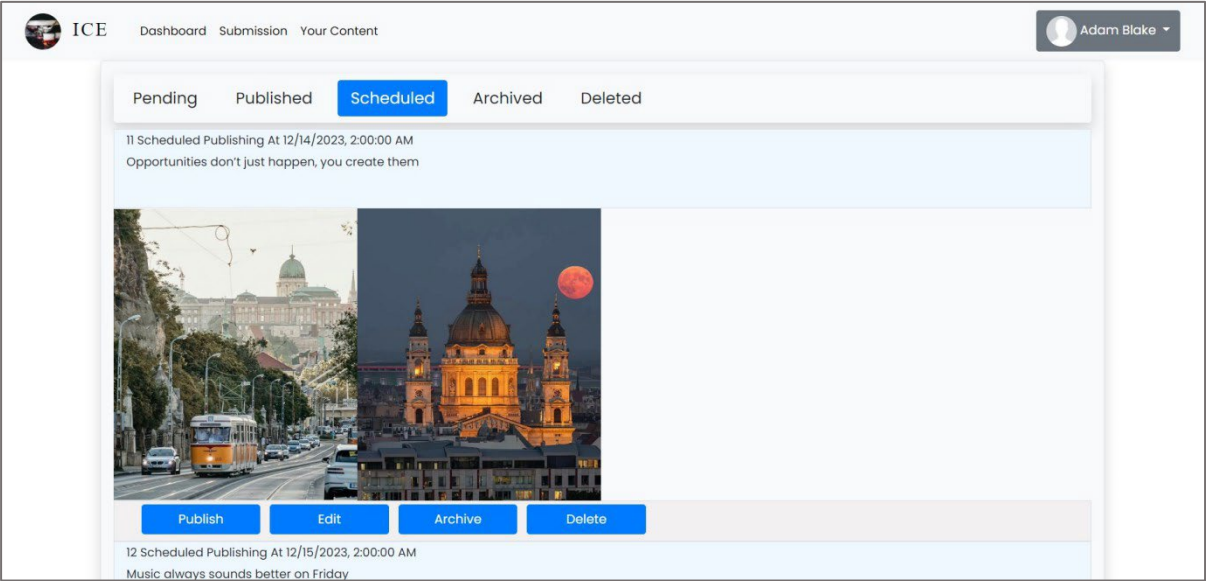 ICE Dashboard Submission Your Content Adam Blake
Pending Published Scheduled Archived Deleted
11 Scheduled Publishing At 12/14/2023, 2:00:00 AM
Opportunities don't just happen, you create them
Publish Edit Archive Delete
12 Scheduled Publishing At 12/15/2023, 2:00:00 AM
Music always sounds better on Friday